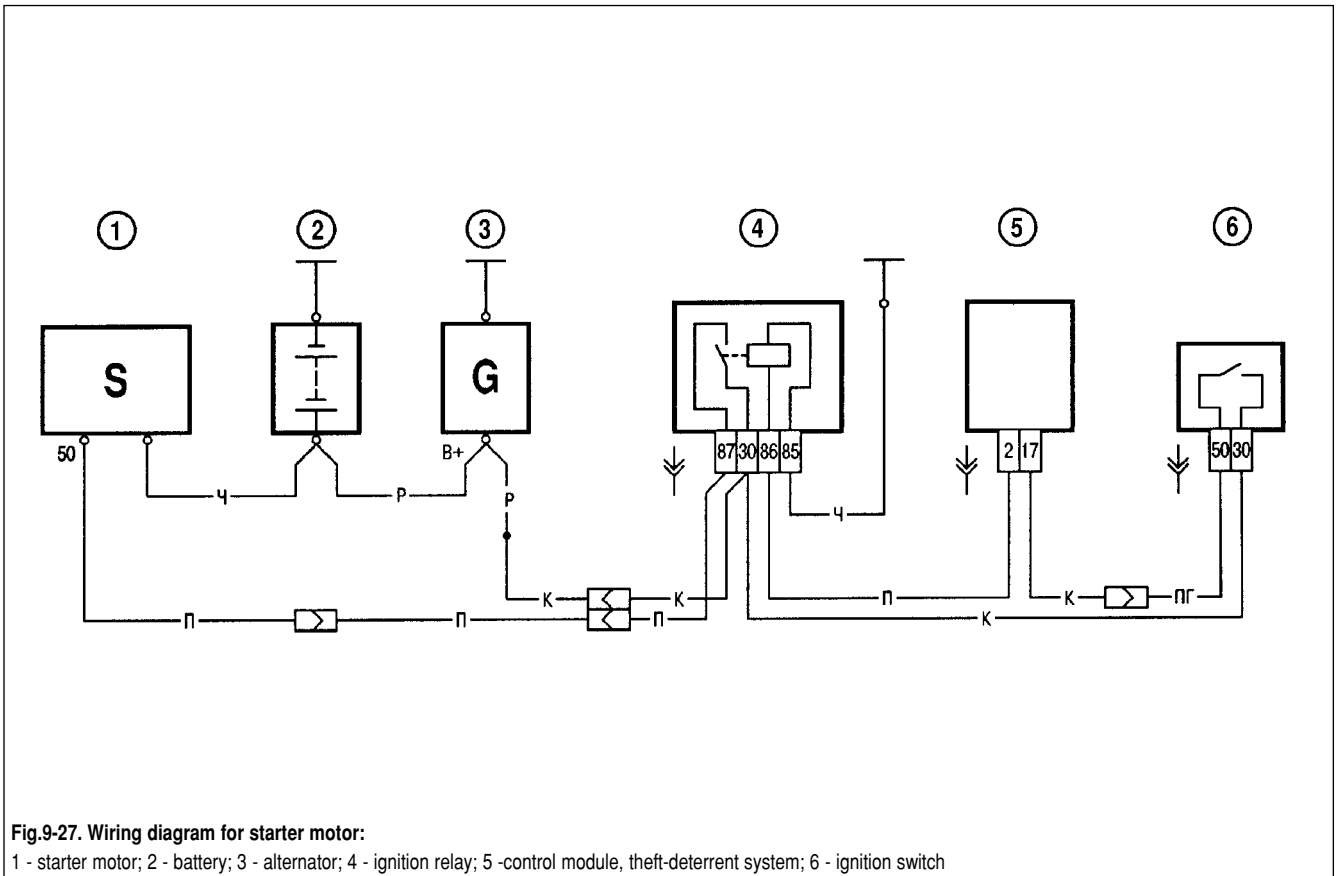 1 2 3 4 5 6
S G
50 B+ 87 30 86 85 2 17 50 30
Ч Р Р Ч
К К П К ПГ
П П П К
Fig.9-27. Wiring diagram for starter motor:
1 - starter motor; 2 - battery; 3 - alternator; 4 - ignition relay; 5 -control module, theft-deterrent system; 6 - ignition switch